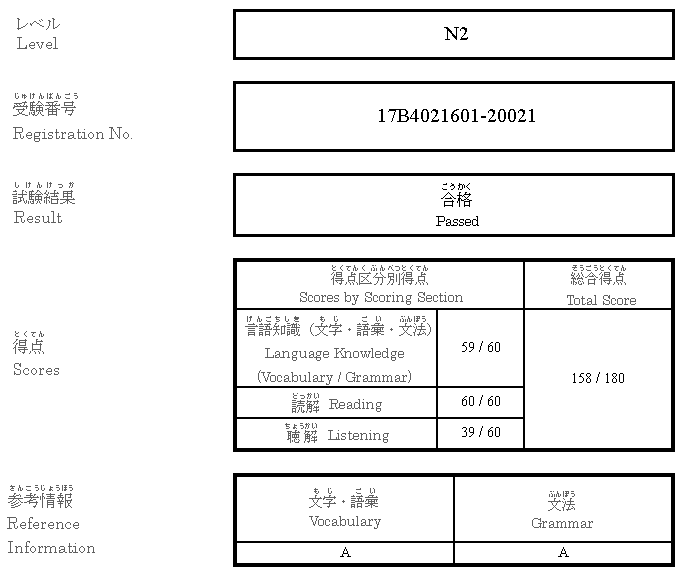 レベル
Level
N2
じゅけんばんごう
受験番号
Registration No.
17B4021601-20021
しけんけっか
試験結果
Result
ごうかく
合格
Passed
とくてん
得点
Scores
とくてんくぶんべつとくてん
得点区分別得点
Scores by Scoring Section
そうごうとくてん
総合得点
Total Score
げんごちしき もじ ごい ぶんぽう
言語知識（文字・語彙・文法）
Language Knowledge
(Vocabulary / Grammar)
59 / 60
どっかい
読解 Reading
60 / 60
ちょうかい
聴解 Listening
39 / 60
158 / 180
さんこうじょうほう
参考情報
Reference
Information
もじ ごい
文字・語彙
Vocabulary
ぶんぽう
文法
Grammar
A
A